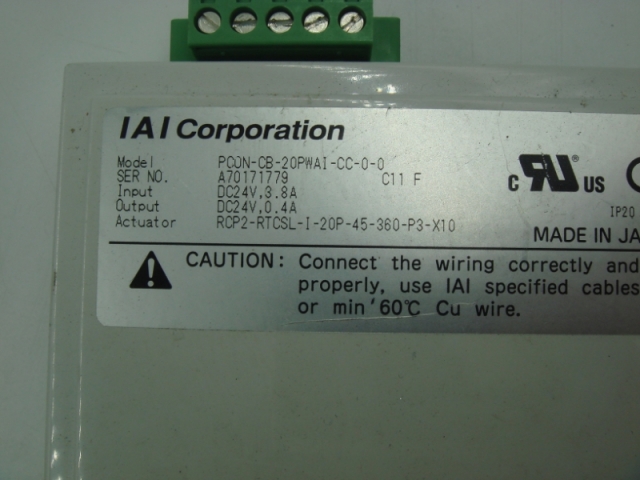 IAI Corporation
Model PCON-CB-20PWAI-CC-0-0
SER NO. A70171779 C11 F
Input DC24V,3.8A
Output DC24V,0.4A
Actuator RCP2-RTCSL-I-20P-45-360-P3-X10
c RU US
IP20
MADE IN JA
CAUTION: Connect the wiring correctly and
properly, use IAI specified cables
or min'60℃ Cu wire.